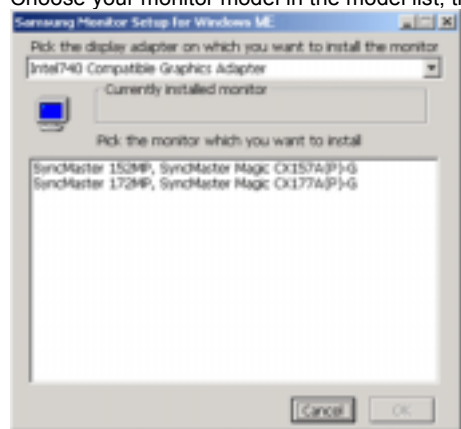 Choose your monitor model in the model list, t
Samsung Monitor Setup for Windows ME
Pick the display adapter on which you want to install the monitor
Intel740 Compatible Graphics Adapter
Currently installed monitor
Pick the monitor which you want to install
SyncMaster 152MP, SyncMaster Magic CX157A(P)-G
SyncMaster 172MP, SyncMaster Magic CX177A(P)-G
Cancel OK